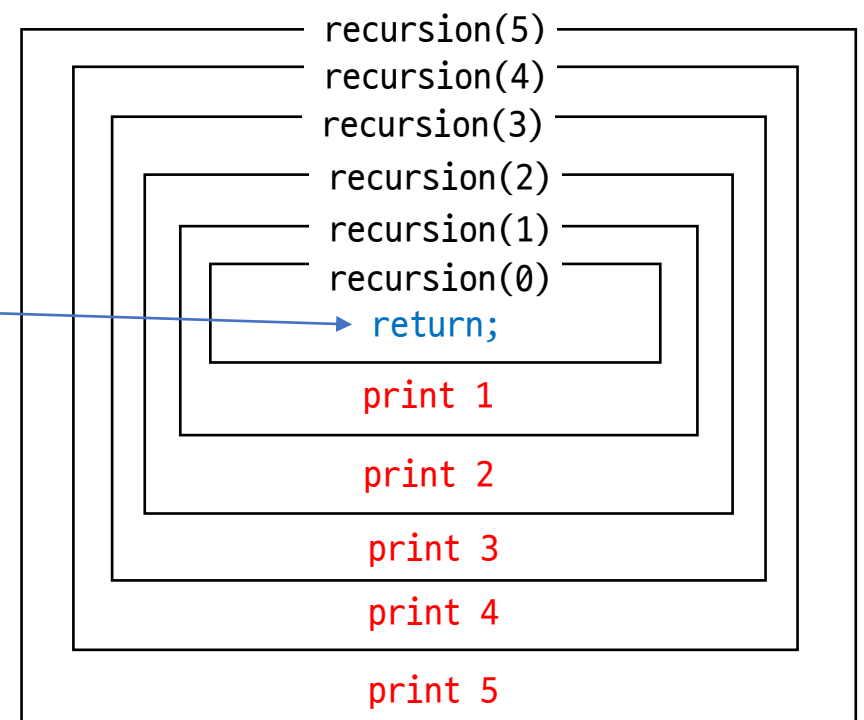 recursion(5)
recursion(4)
recursion(3)
recursion(2)
recursion(1)
recursion(0)
return;
print 1
print 2
print 3
print 4
print 5